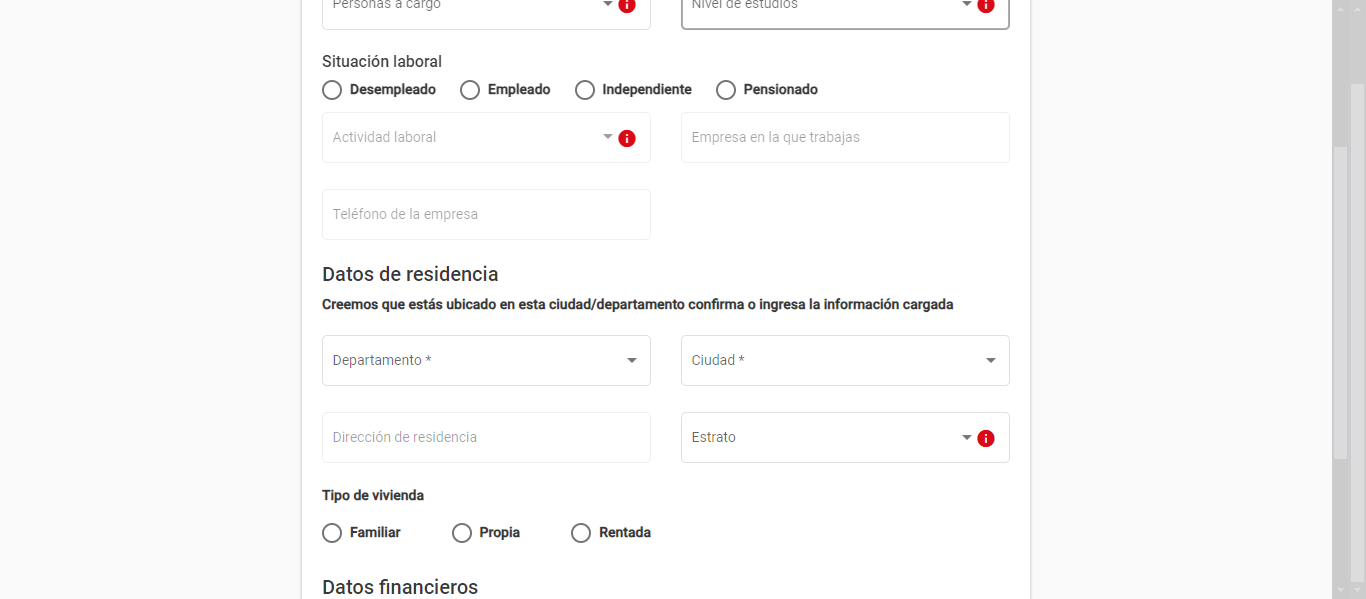 Personas a cargo
Nivel de estudios
Situación laboral
Desempleado Empleado Independiente Pensionado
Actividad laboral
Empresa en la que trabajas
Teléfono de la empresa
Datos de residencia
Creemos que estás ubicado en esta ciudad/departamento confirma o ingresa la información cargada
Departamento *
Ciudad *
Dirección de residencia
Estrato
Tipo de vivienda
Familiar Propia Rentada
Datos financieros